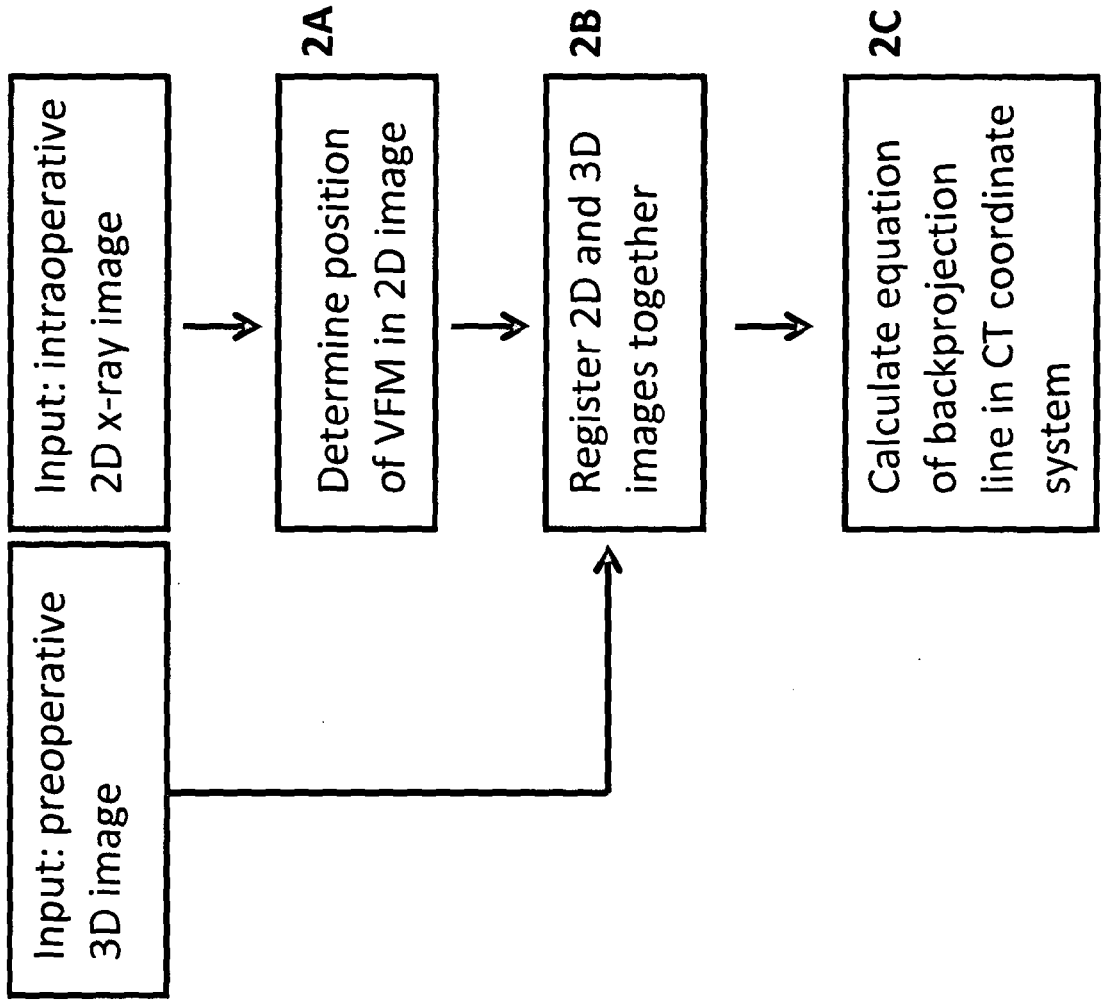 Input: preoperative
3D image
Input: intraoperative
2D x-ray image
Determine position
of VFM in 2D image
2A
Register 2D and 3D
images together
2B
Calculate equation
of backprojection
line in CT coordinate
system
2C